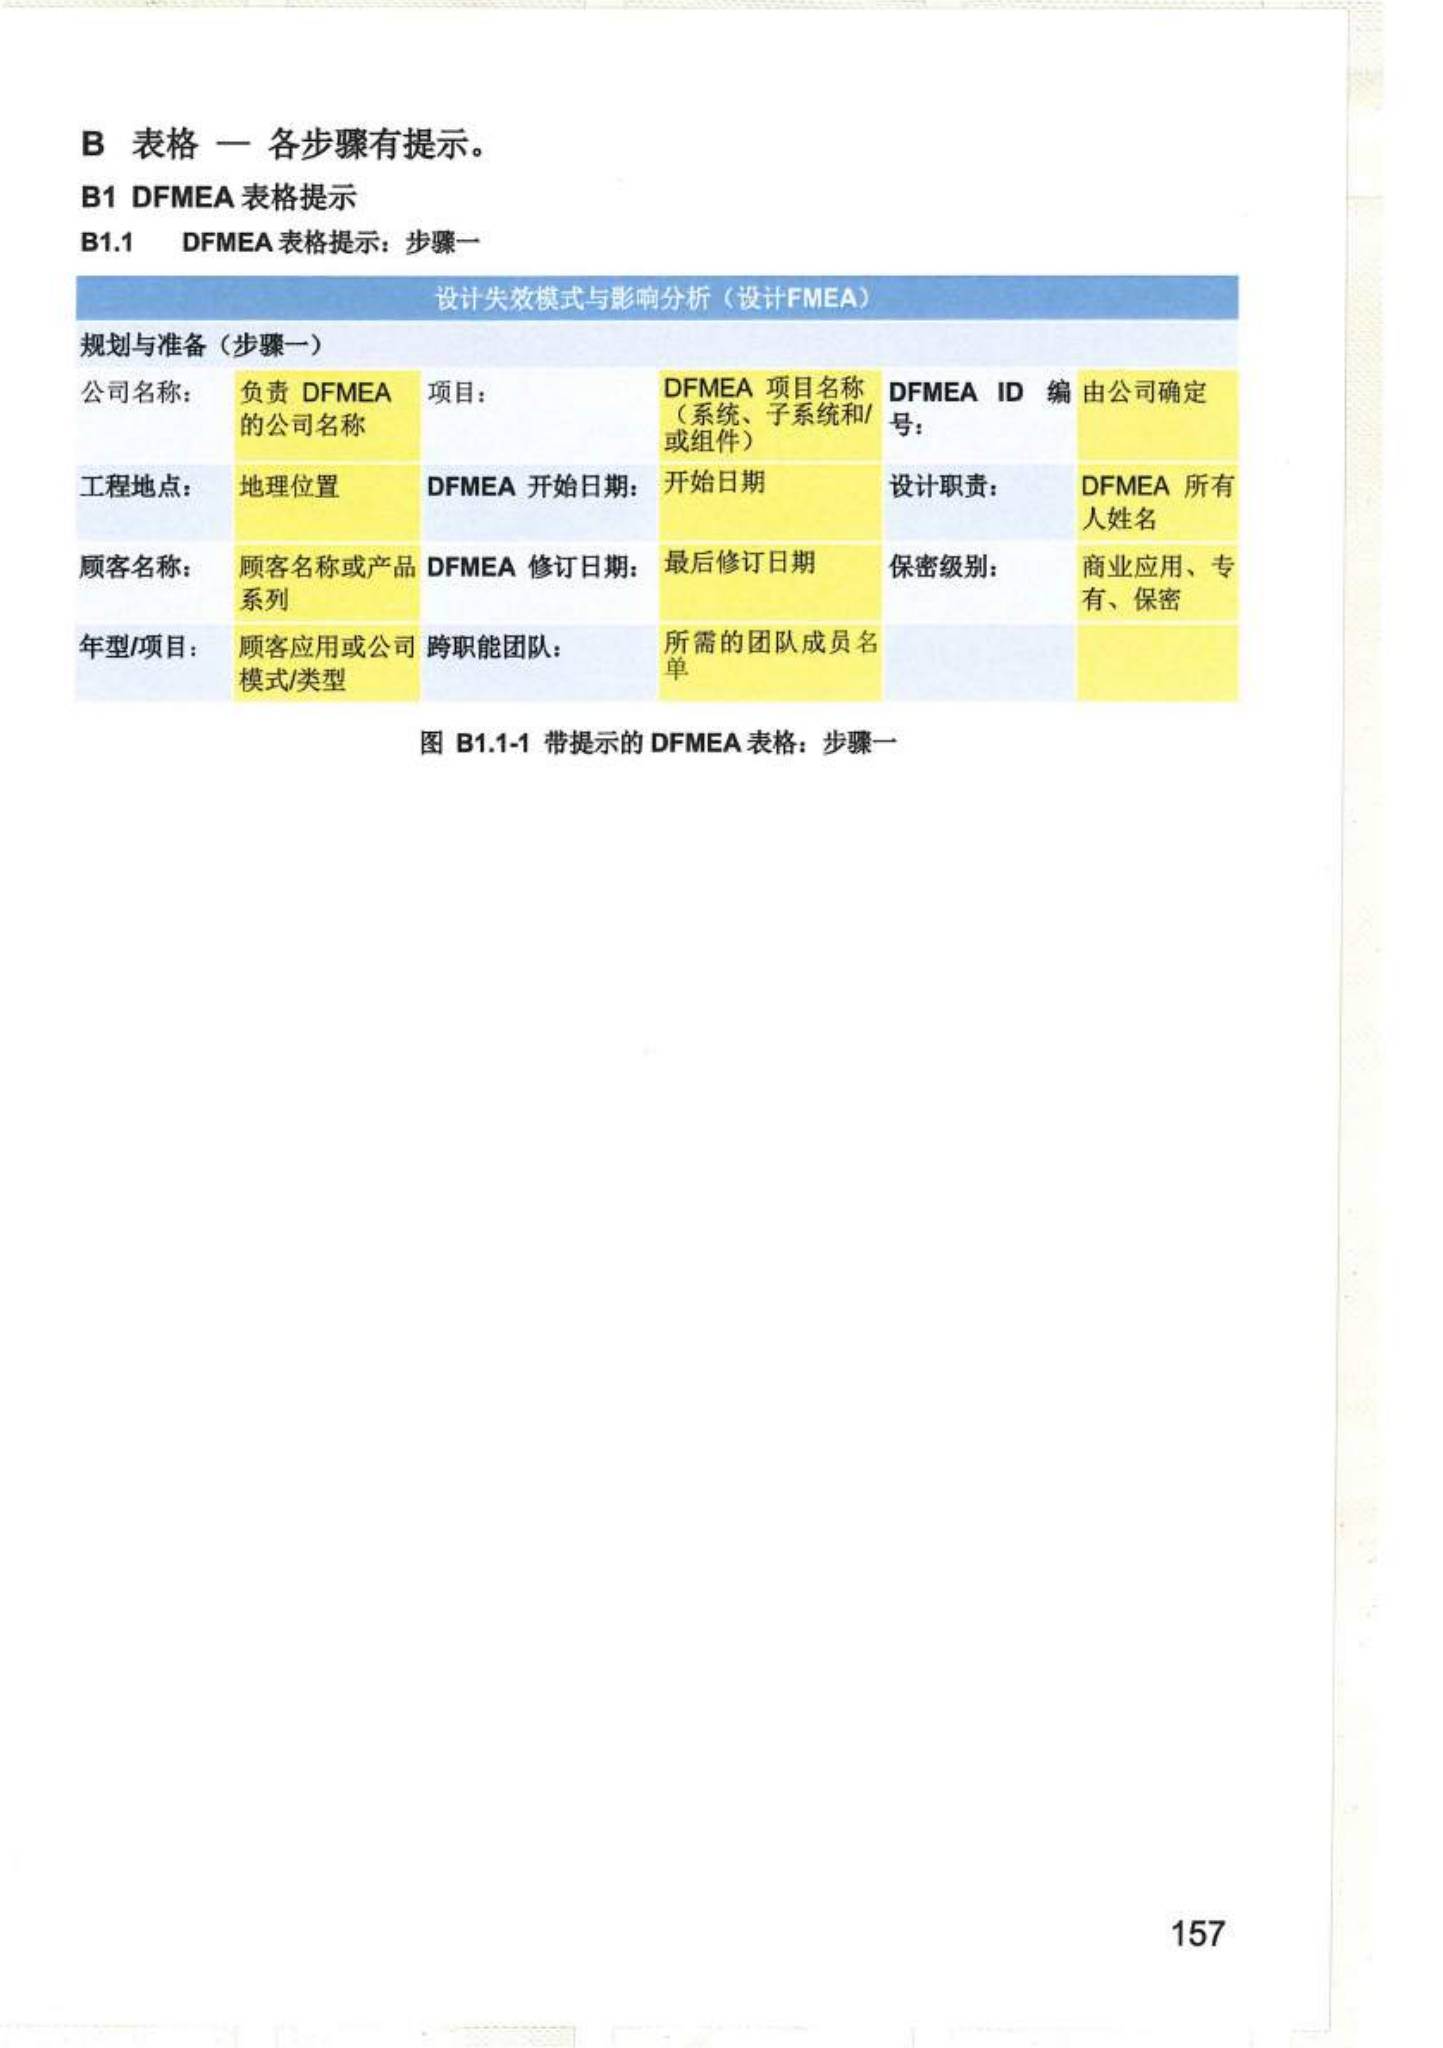 B 表格 — 各步骤有提示。
B1 DFMEA 表格提示
B1.1 DFMEA 表格提示：步骤一
设计失效模式与影响分析（设计FMEA）
规划与准备（步骤一）
公司名称： 负责 DFMEA 项目： DFMEA 项目名称 DFMEA ID 编 由公司确定
的公司名称 （系统、子系统和/ 号：
或组件）
工程地点： 地理位置 DFMEA 开始日期： 开始日期 设计职责： DFMEA 所有
人姓名
顾客名称： 顾客名称或产品 DFMEA 修订日期： 最后修订日期 保密级别： 商业应用、专
系列 有、保密
年型/项目： 顾客应用或公司 跨职能团队： 所需的团队成员名
模式/类型 单
图 B1.1-1 带提示的 DFMEA 表格：步骤一
157